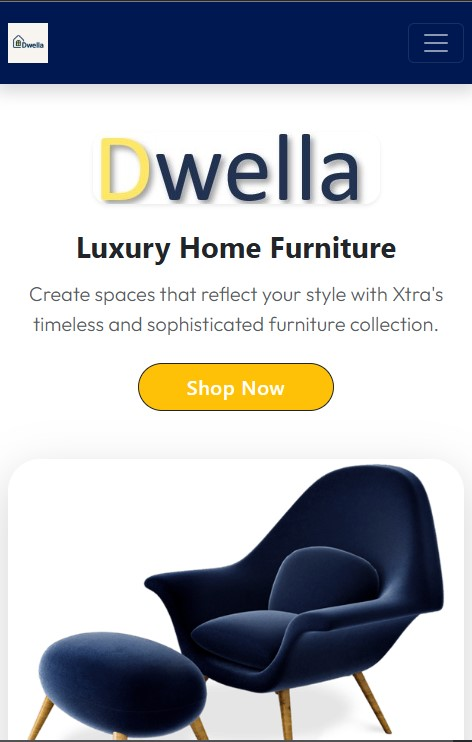 Dwella
Dwella
Luxury Home Furniture
Create spaces that reflect your style with Xtra's
timeless and sophisticated furniture collection.
Shop Now